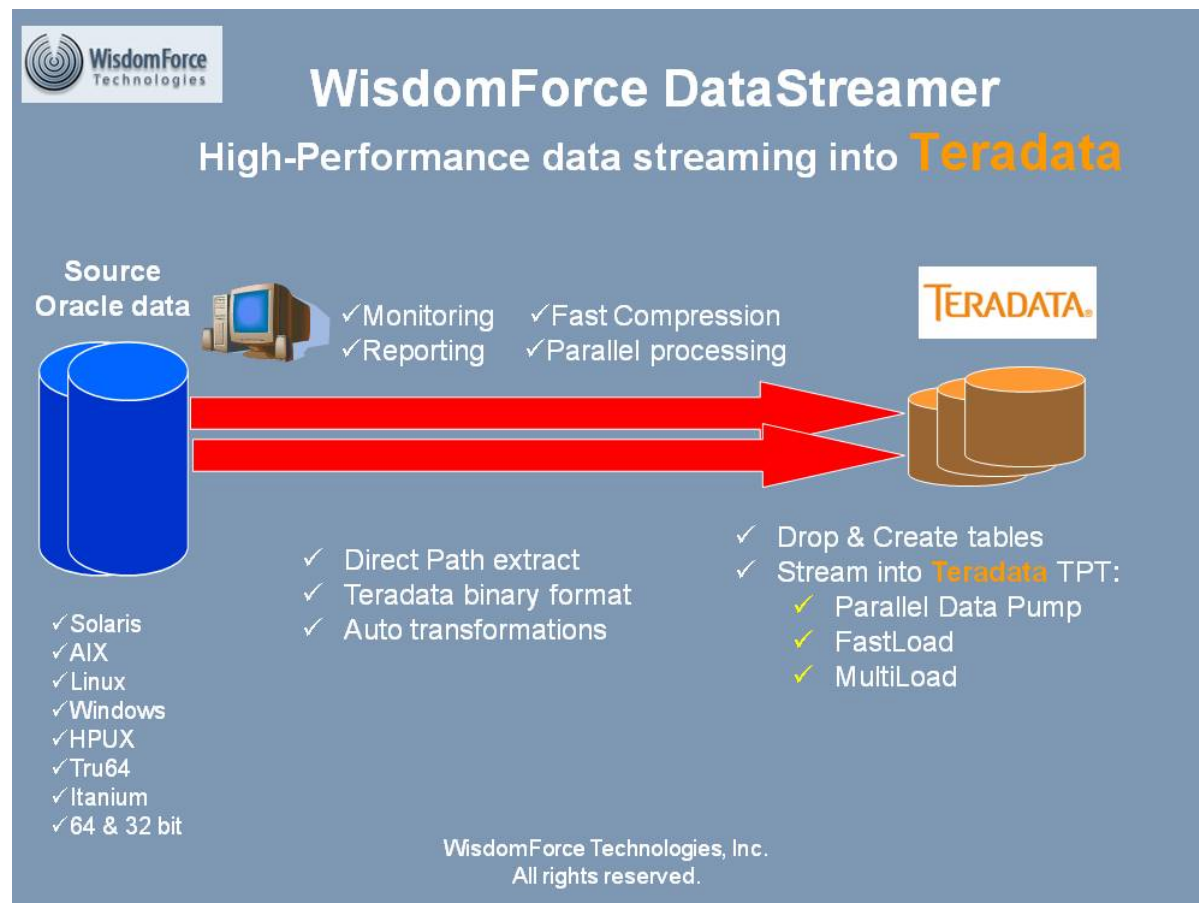 WisdomForce
Technologies
WisdomForce DataStreamer
High-Performance data streaming into Teradata
Source
Oracle data
✓Monitoring ✓Fast Compression
✓Reporting ✓Parallel processing
TERADATA®
✓ Direct Path extract
✓ Teradata binary format
✓ Auto transformations
✓ Drop & Create tables
✓ Stream into Teradata TPT:
✓ Parallel Data Pump
✓ FastLoad
✓ MultiLoad
✓Solaris
✓AIX
✓Linux
✓Windows
✓HPUX
✓Tru64
✓Itanium
✓64 & 32 bit
WisdomForce Technologies, Inc.
All rights reserved.